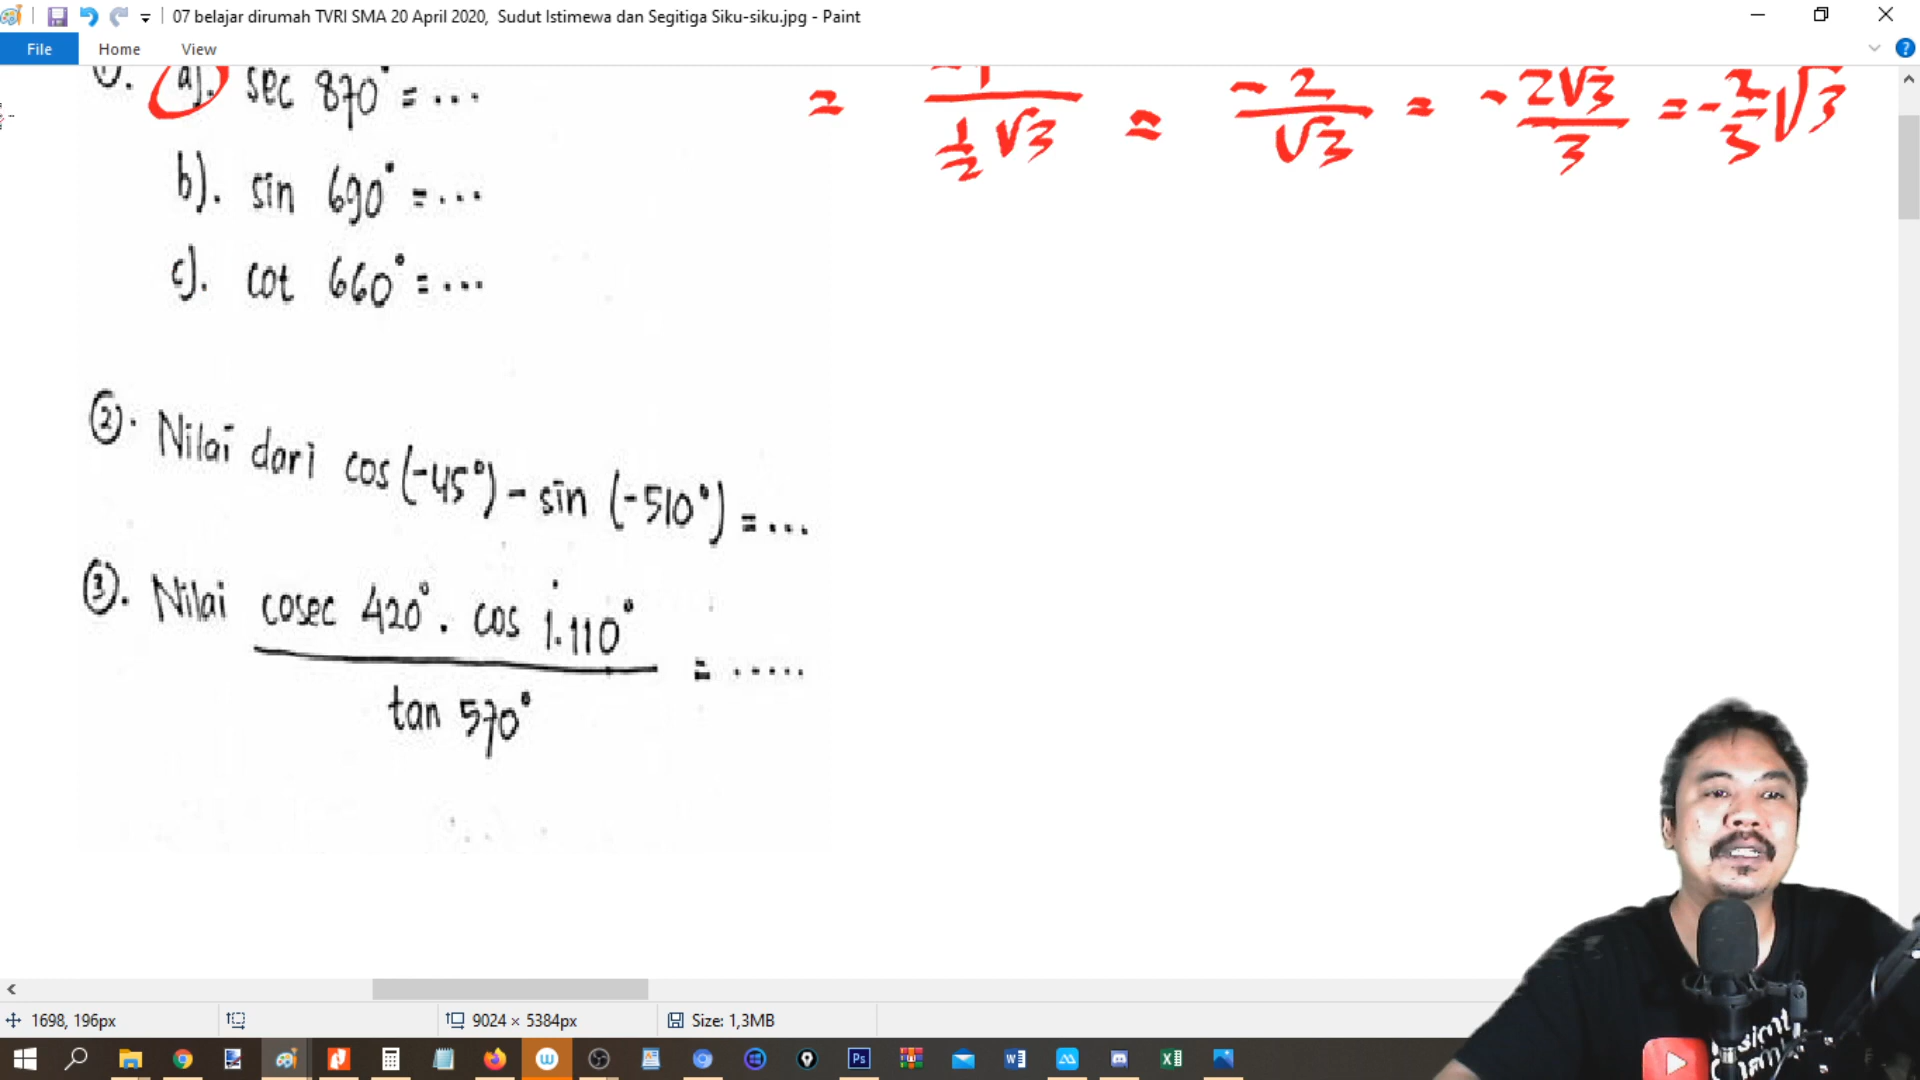 07 belajar dirumah TVRI SMA 20 April 2020, Sudut Istimewa dan Segitiga Siku-siku.jpg - Paint
File Home View
①. a). sec 870° = ...
= -1 / ½√3 = -2 / √3 = -2√3 / 3 = -2/3 √3
b). sin 690° = ...
c). cot 660° = ...
②. Nilai dari cos (-45°) - sin (-510°) = ...
③. Nilai cosec 420° . cos 1.110°
= .....
tan 570°
1698, 196px
9024 × 5384px
Size: 1,3MB